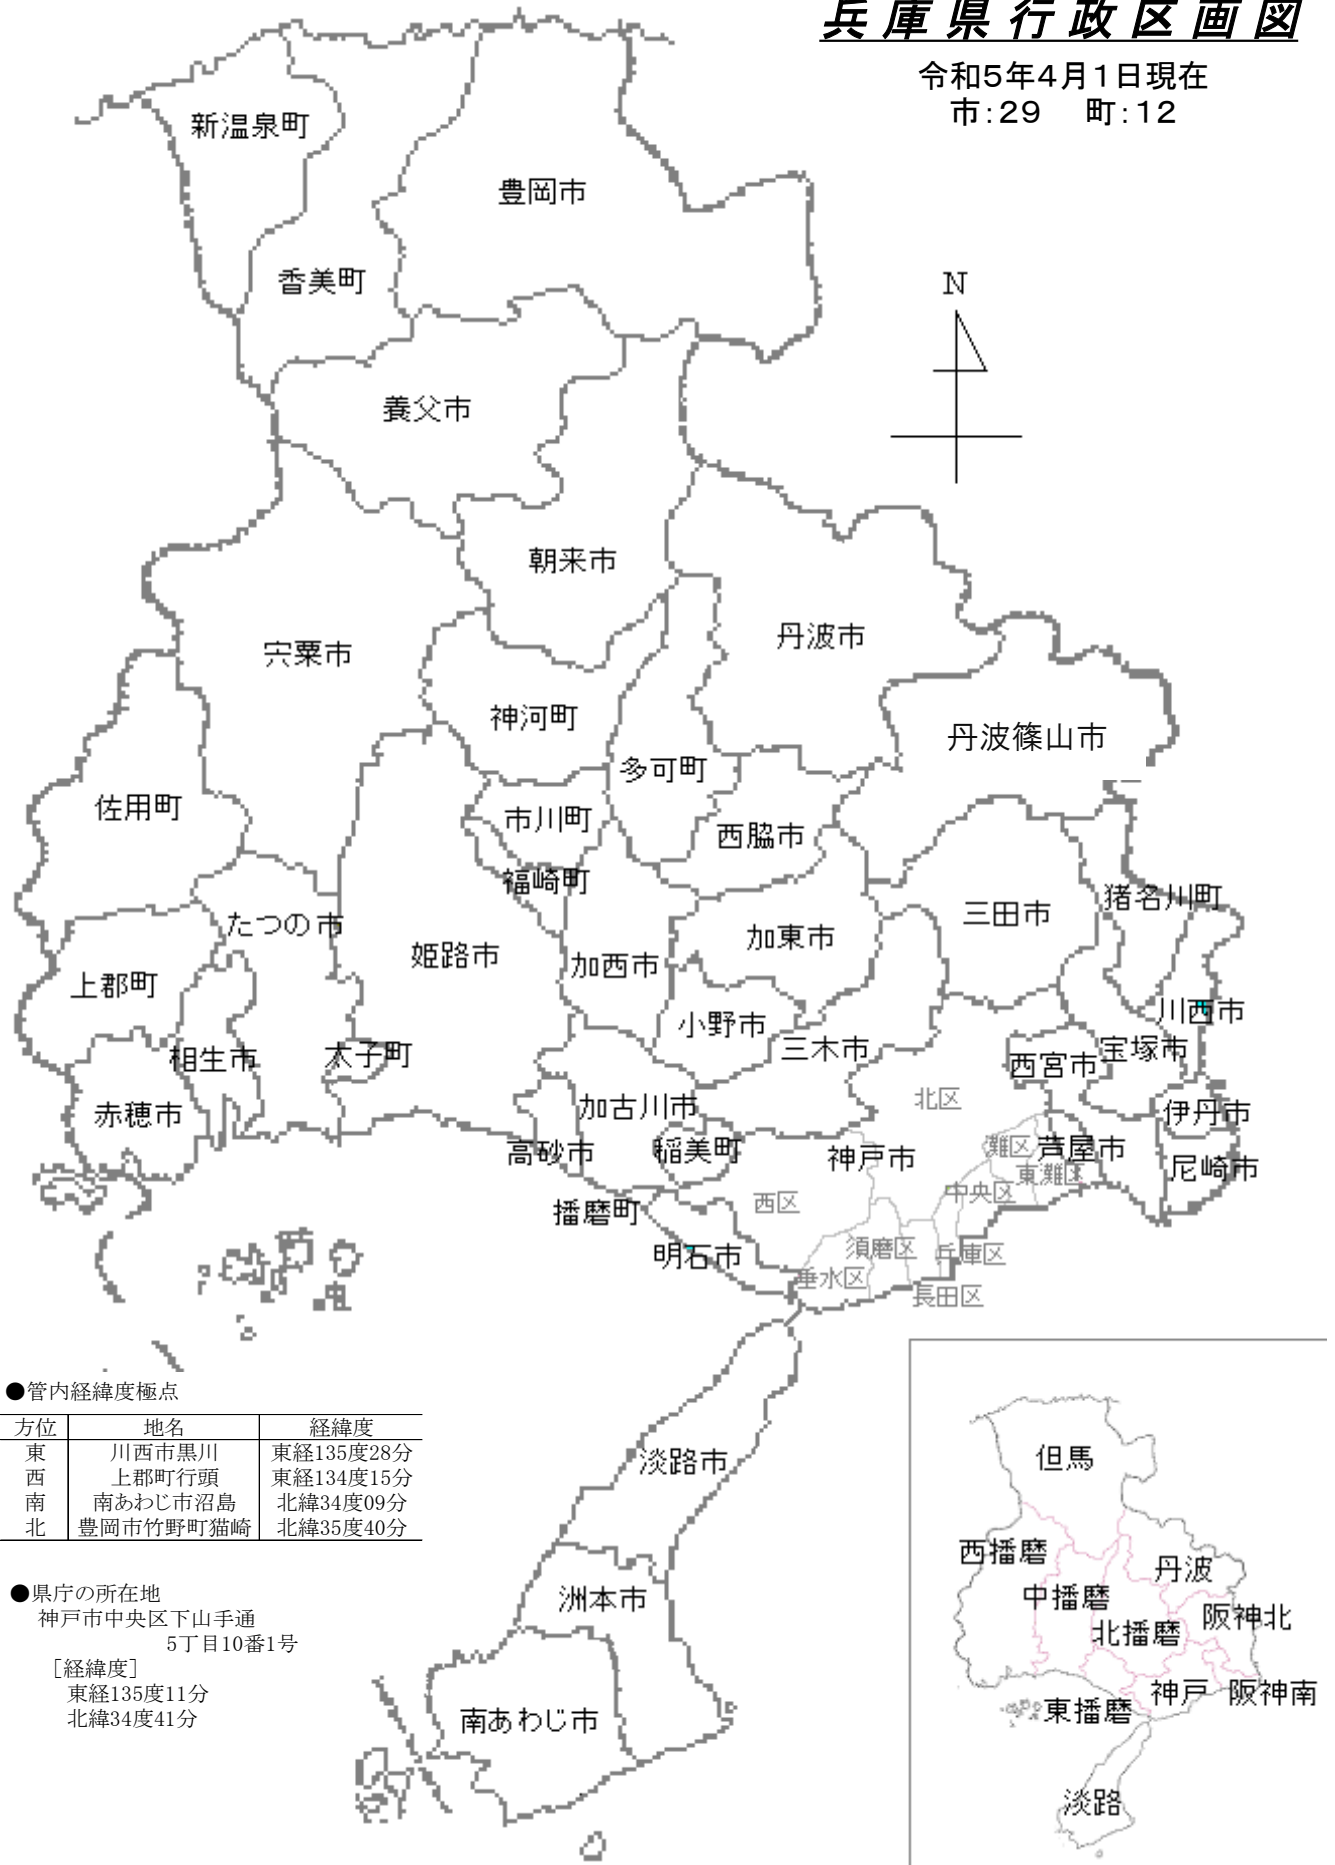 兵庫県行政区画図
令和5年4月1日現在
市:29 町:12
N
新温泉町
豊岡市
香美町
養父市
朝来市
丹波市
宍粟市
神河町
丹波篠山市
多可町
佐用町
市川町
西脇市
福崎町
猪名川町
三田市
たつの市
加東市
姫路市
加西市
上郡町
川西市
小野市
三木市
宝塚市
相生市
太子町
西宮市
北区
加古川市
赤穂市
伊丹市
高砂市
稲美町
神戸市
灘区
芦屋市
東灘区
尼崎市
中央区
西区
播磨町
須磨区
兵庫区
明石市
垂水区
長田区
淡路市
洲本市
南あわじ市
●管内経緯度極点
方位 地名 経緯度
東 川西市黒川 東経135度28分
西 上郡町行頭 東経134度15分
南 南あわじ市沼島 北緯34度09分
北 豊岡市竹野町猫崎 北緯35度40分
●県庁の所在地
神戸市中央区下山手通
5丁目10番1号
[経緯度]
東経135度11分
北緯34度41分
但馬
西播磨
丹波
中播磨
阪神北
北播磨
神戸
阪神南
東播磨
淡路